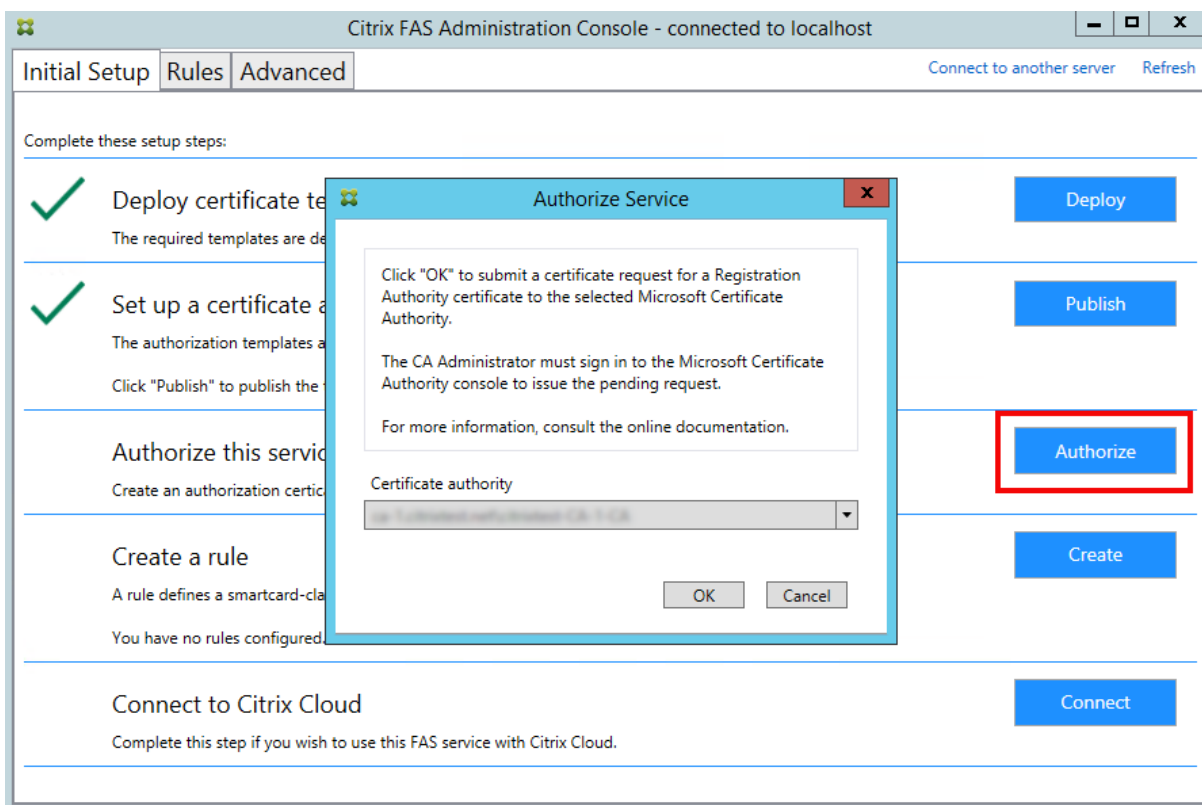 Citrix FAS Administration Console - connected to localhost
Initial Setup Rules Advanced Connect to another server Refresh
Complete these setup steps:
Deploy certificate te
Deploy
The required templates are de
Set up a certificate a
Publish
The authorization templates a
Click "Publish" to publish the
Authorize this servic
Authorize
Create an authorization certic
Create a rule
Create
A rule defines a smartcard-cla
You have no rules configured.
Connect to Citrix Cloud
Connect
Complete this step if you wish to use this FAS service with Citrix Cloud.
Authorize Service
Click "OK" to submit a certificate request for a Registration
Authority certificate to the selected Microsoft Certificate
Authority.
The CA Administrator must sign in to the Microsoft Certificate
Authority console to issue the pending request.
For more information, consult the online documentation.
Certificate authority
OK Cancel